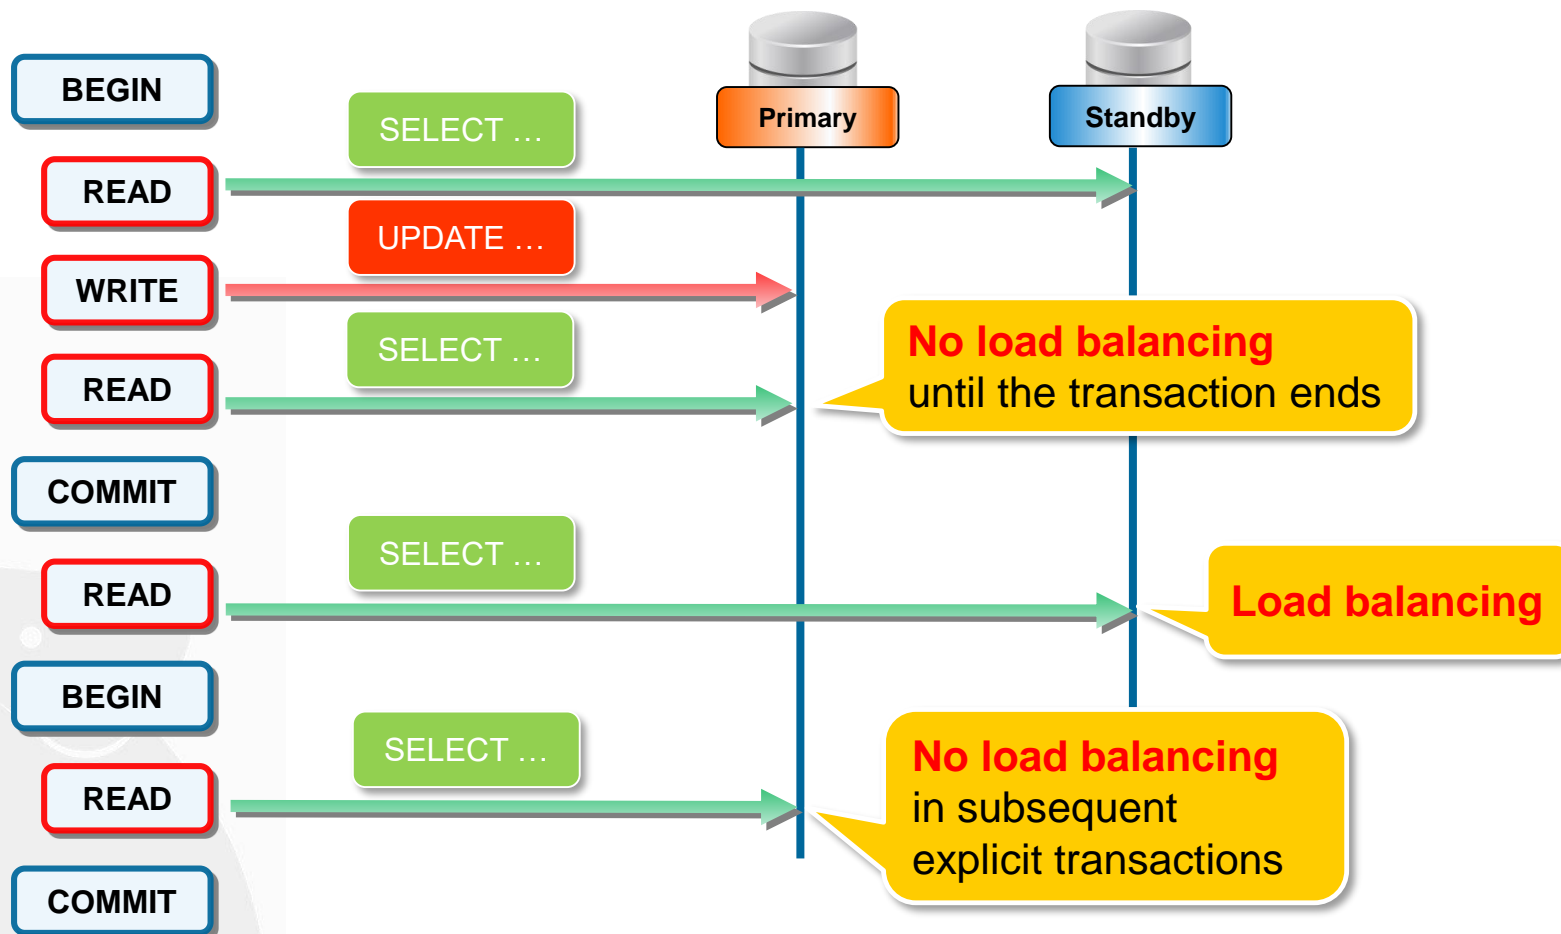 Primary
Standby
BEGIN
SELECT …
READ
UPDATE …
WRITE
SELECT …
READ
No load balancing
until the transaction ends
COMMIT
SELECT …
READ
Load balancing
BEGIN
SELECT …
READ
No load balancing
in subsequent
explicit transactions
COMMIT